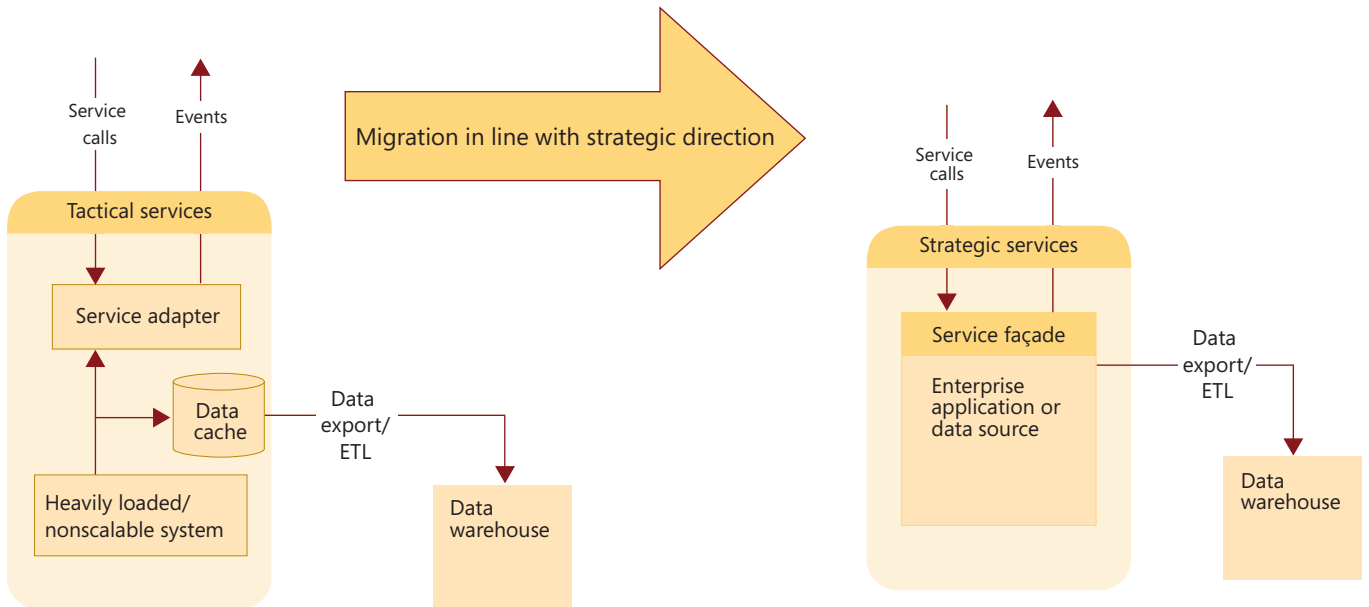 Service
calls
Events
Tactical services
Service adapter
Data
cache
Heavily loaded/
nonscalable system
Data
export/
ETL
Data
warehouse
Migration in line with strategic direction
Service
calls
Events
Strategic services
Service façade
Enterprise
application or
data source
Data
export/
ETL
Data
warehouse